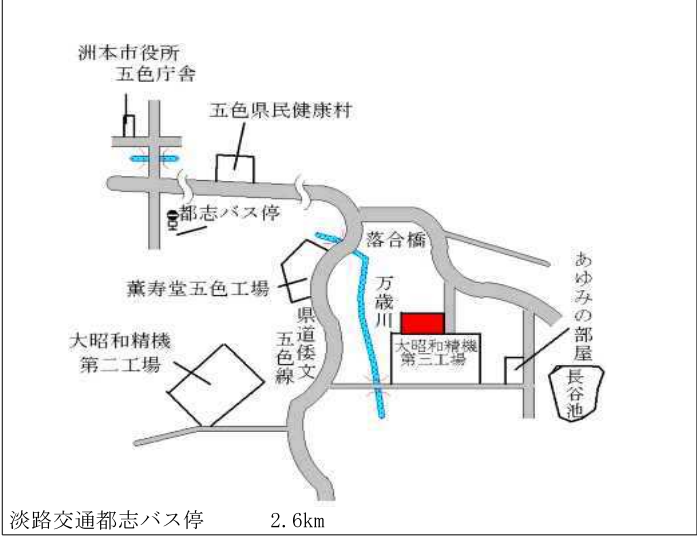 洲本市役所
五色庁舎
五色県民健康村
都志バス停
落合橋
薫寿堂五色工場
万歳川
県道倭文
五色線
あゆみの部屋
大昭和精機
第二工場
大昭和精機
第三工場
長谷池
淡路交通都志バス停 2.6km